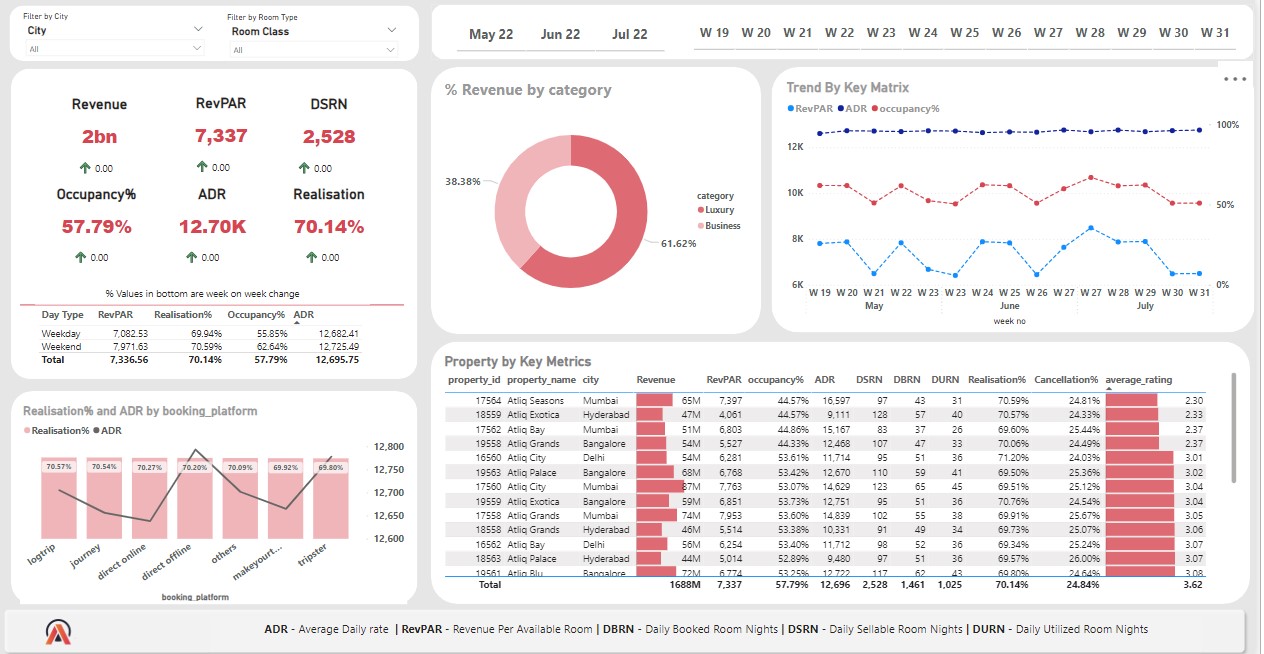 Filter by City
City
All
Filter by Room Type
Room Class
All
May 22 Jun 22 Jul 22
W 19 W 20 W 21 W 22 W 23 W 24 W 25 W 26 W 27 W 28 W 29 W 30 W 31
Revenue RevPAR DSRN
2bn 7,337 2,528
0.00 0.00 0.00
Occupancy% ADR Realisation
57.79% 12.70K 70.14%
0.00 0.00 0.00
% Values in bottom are week on week change
Day Type RevPAR Realisation% Occupancy% ADR
Weekday 7,082.53 69.94% 55.85% 12,682.41
Weekend 7,971.63 70.59% 62.64% 12,725.49
Total 7,336.56 70.14% 57.79% 12,695.75
% Revenue by category
38.38%
61.62%
category
Luxury
Business
Trend By Key Matrix
RevPAR ADR occupancy%
100%
12K
10K
50%
8K
6K
0%
W 19 W 20 W 21 W 22 W 23 W 23 W 24 W 25 W 26 W 27 W 27 W 28 W 29 W 30 W 31
May June July
week no
Realisation% and ADR by booking_platform
Realisation% ADR
12,800
12,750
12,700
12,650
12,600
70.57% 70.54% 70.27% 70.20% 70.09% 69.92% 69.80%
logtrip journey direct online direct offline others makeyourt... tripster
booking_platform
Property by Key Metrics
property_id property_name city Revenue RevPAR occupancy% ADR DSRN DBRN DURN Realisation% Cancellation% average_rating
17564 Atliq Seasons Mumbai 65M 7,397 44.57% 16,597 97 43 31 70.59% 24.81% 2.30
18559 Atliq Exotica Hyderabad 47M 4,061 44.57% 9,111 128 57 40 70.57% 24.33% 2.33
17562 Atliq Bay Mumbai 51M 6,803 44.86% 15,167 83 37 26 69.60% 25.44% 2.37
19558 Atliq Grands Bangalore 54M 5,527 44.33% 12,468 107 47 33 70.06% 24.49% 2.37
16560 Atliq City Delhi 54M 6,281 53.61% 11,714 95 51 36 71.20% 24.03% 3.01
19563 Atliq Palace Bangalore 68M 6,768 53.42% 12,670 110 59 41 69.50% 25.36% 3.02
17560 Atliq City Mumbai 87M 7,763 53.07% 14,629 123 65 45 69.51% 25.12% 3.04
19559 Atliq Exotica Bangalore 59M 6,851 53.73% 12,751 95 51 36 70.76% 24.54% 3.04
17558 Atliq Grands Mumbai 74M 7,953 53.60% 14,839 102 55 38 69.91% 25.67% 3.05
18558 Atliq Grands Hyderabad 46M 5,514 53.38% 10,331 91 49 34 69.73% 25.07% 3.06
16562 Atliq Bay Delhi 56M 6,254 53.40% 11,712 98 52 36 69.34% 25.24% 3.07
18563 Atliq Palace Hyderabad 44M 5,014 52.89% 9,480 97 51 36 69.57% 26.00% 3.07
19561 Atliq Blu Bangalore 72M 6,774 53.25% 12,722 117 62 43 69.80% 24.64% 3.08
Total 1688M 7,337 57.79% 12,696 2,528 1,461 1,025 70.14% 24.84% 3.62
ADR - Average Daily rate | RevPAR - Revenue Per Available Room | DBRN - Daily Booked Room Nights | DSRN - Daily Sellable Room Nights | DURN - Daily Utilized Room Nights